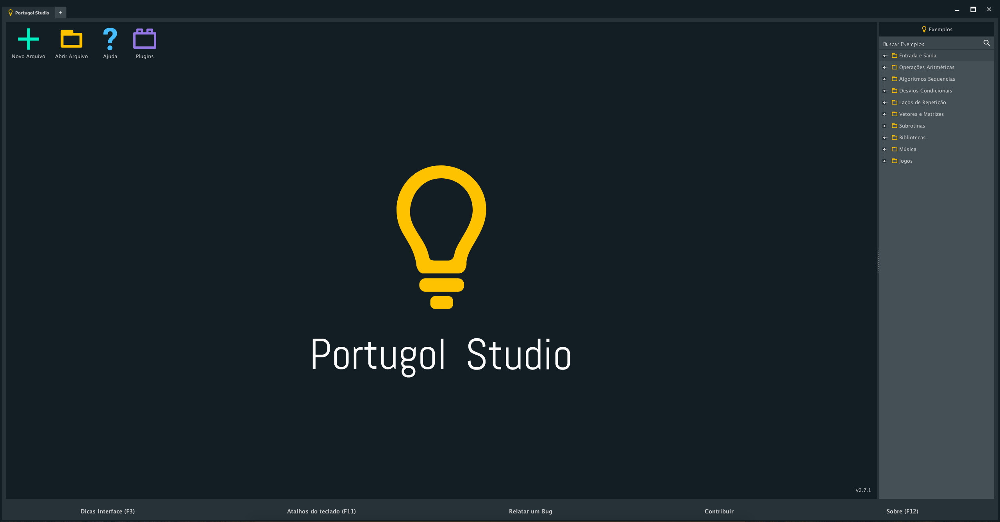 Portugol Studio
+
Novo Arquivo
Abrir Arquivo
Ajuda
Plugins
Exemplos
Buscar Exemplos
Entrada e Saída
Operações Aritméticas
Algoritmos Sequencias
Desvios Condicionais
Laços de Repetição
Vetores e Matrizes
Subrotinas
Bibliotecas
Música
Jogos
Portugol Studio
v2.7.1
Dicas Interface (F3)
Atalhos do teclado (F11)
Relatar um Bug
Contribuir
Sobre (F12)